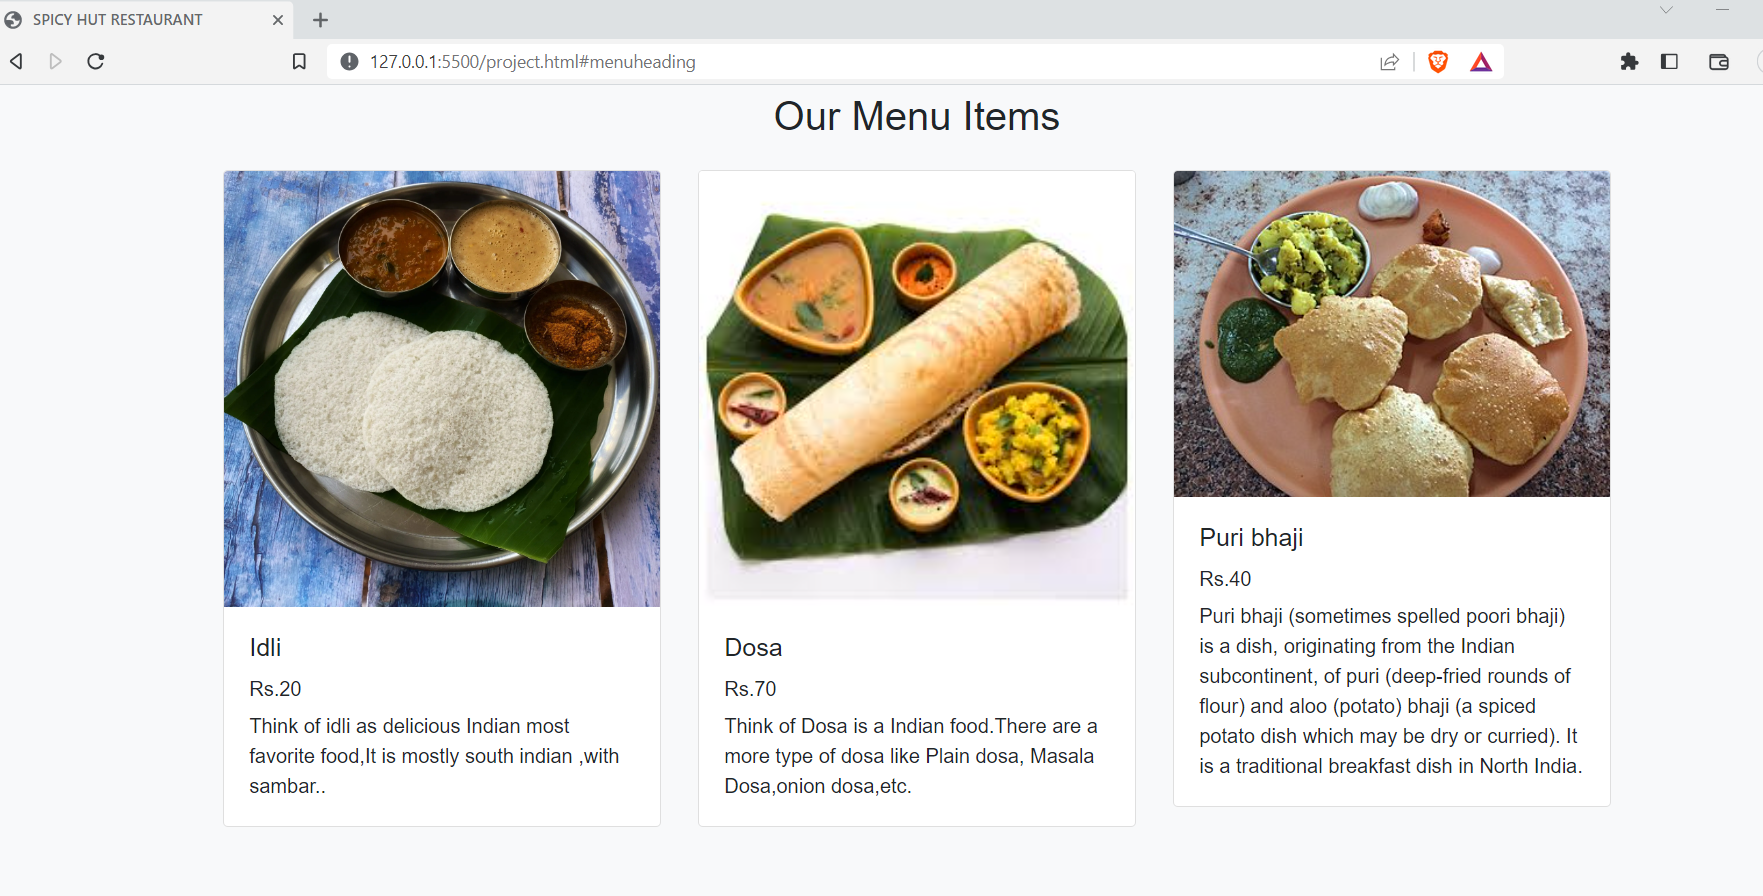 SPICY HUT RESTAURANT
127.0.0.1:5500/project.html#menuheading
Our Menu Items
Idli
Rs.20
Think of idli as delicious Indian most
favorite food,It is mostly south indian ,with
sambar..
Dosa
Rs.70
Think of Dosa is a Indian food.There are a
more type of dosa like Plain dosa, Masala
Dosa,onion dosa,etc.
Puri bhaji
Rs.40
Puri bhaji (sometimes spelled poori bhaji)
is a dish, originating from the Indian
subcontinent, of puri (deep-fried rounds of
flour) and aloo (potato) bhaji (a spiced
potato dish which may be dry or curried). It
is a traditional breakfast dish in North India.